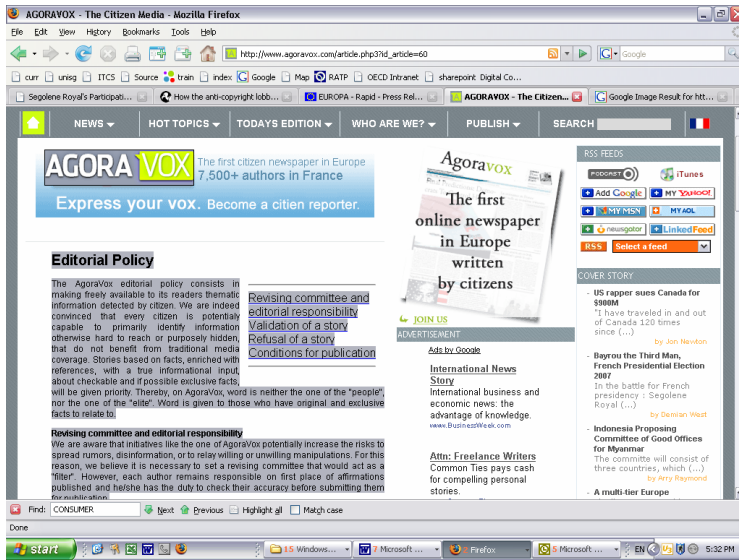 AGORAVOX - The Citizen Media - Mozilla Firefox
File Edit View History Bookmarks Tools Help
http://www.agoravox.com/article.php3?id_article=60
Google
curr unisg ITCS Source train index Google Map RATP OECD Intranet sharepoint Digital Co...
Segolene Royal's Participati... How the anti-copyright lobb... EUROPA - Rapid - Press Rel... AGORAVOX - The Citizen... Google Image Result for htt...
NEWS HOT TOPICS TODAYS EDITION WHO ARE WE? PUBLISH SEARCH
AGORAVOX
The first citizen newspaper in Europe
7,500+ authors in France
Express your vox. Become a citien reporter.
Editorial Policy
The AgoraVox editorial policy consists in
making freely available to its readers thematic
information detected by citizen. We are indeed
convinced that every citizen is potentialy
capable to primarily identify information
otherwise hard to reach or purposely hidden,
that do not benefit from traditional media
coverage. Stories based on facts, enriched with
references, with a true informational input,
about checkable and if possible exclusive facts,
will be given priority. Thereby, on AgoraVox, word is neither the one of the "people",
nor the one of the "elite". Word is given to those who have original and exclusive
facts to relate to.
Revising committee and
editorial responsibility
Validation of a story
Refusal of a story
Conditions for publication
Revising committee and editorial responsibility
We are aware that initiatives like the one of AgoraVox potentially increase the risks to
spread rumors, disinformation, or to relay willing or unwilling manipulations. For this
reason, we believe it is necessary to set a revising committee that would act as a
"filter". However, each author remains responsible on first place of affirmations
published and he/she has the duty to check their accuracy before submitting them
for publication.
Agoravox
The first
online newspaper
in Europe
written
by citizens
JOIN US
ADVERTISEMENT
Ads by Google
International News
Story
International business and
economic news: the
advantage of knowledge.
www.BusinessWeek.com
Attn: Freelance Writers
Common Ties pays cash
for compelling personal
stories.
RSS FEEDS
PODCAST iTunes
Add Google MY YAHOO!
MY MSN MY AOL
newsgator LinkedFeed
RSS Select a feed
COVER STORY
- US rapper sues Canada for
$900M
"I have traveled in and out
of Canada 120 times
since (...)
by Jon Newton
- Bayrou the Third Man,
French Presidential Election
2007
In the battle for French
presidency : Segolene
Royal (...)
by Demian West
- Indonesia Proposing
Committee of Good Offices
for Myanmar
The committe will consist of
three countries, which (...)
by Arry Raymond
- A multi-tier Europe
Find: CONSUMER Next Previous Highlight all Match case
Done
start 15 Windows... 7 Microsoft ... 2 Firefox 5 Microsoft ... EN 5:32 PM